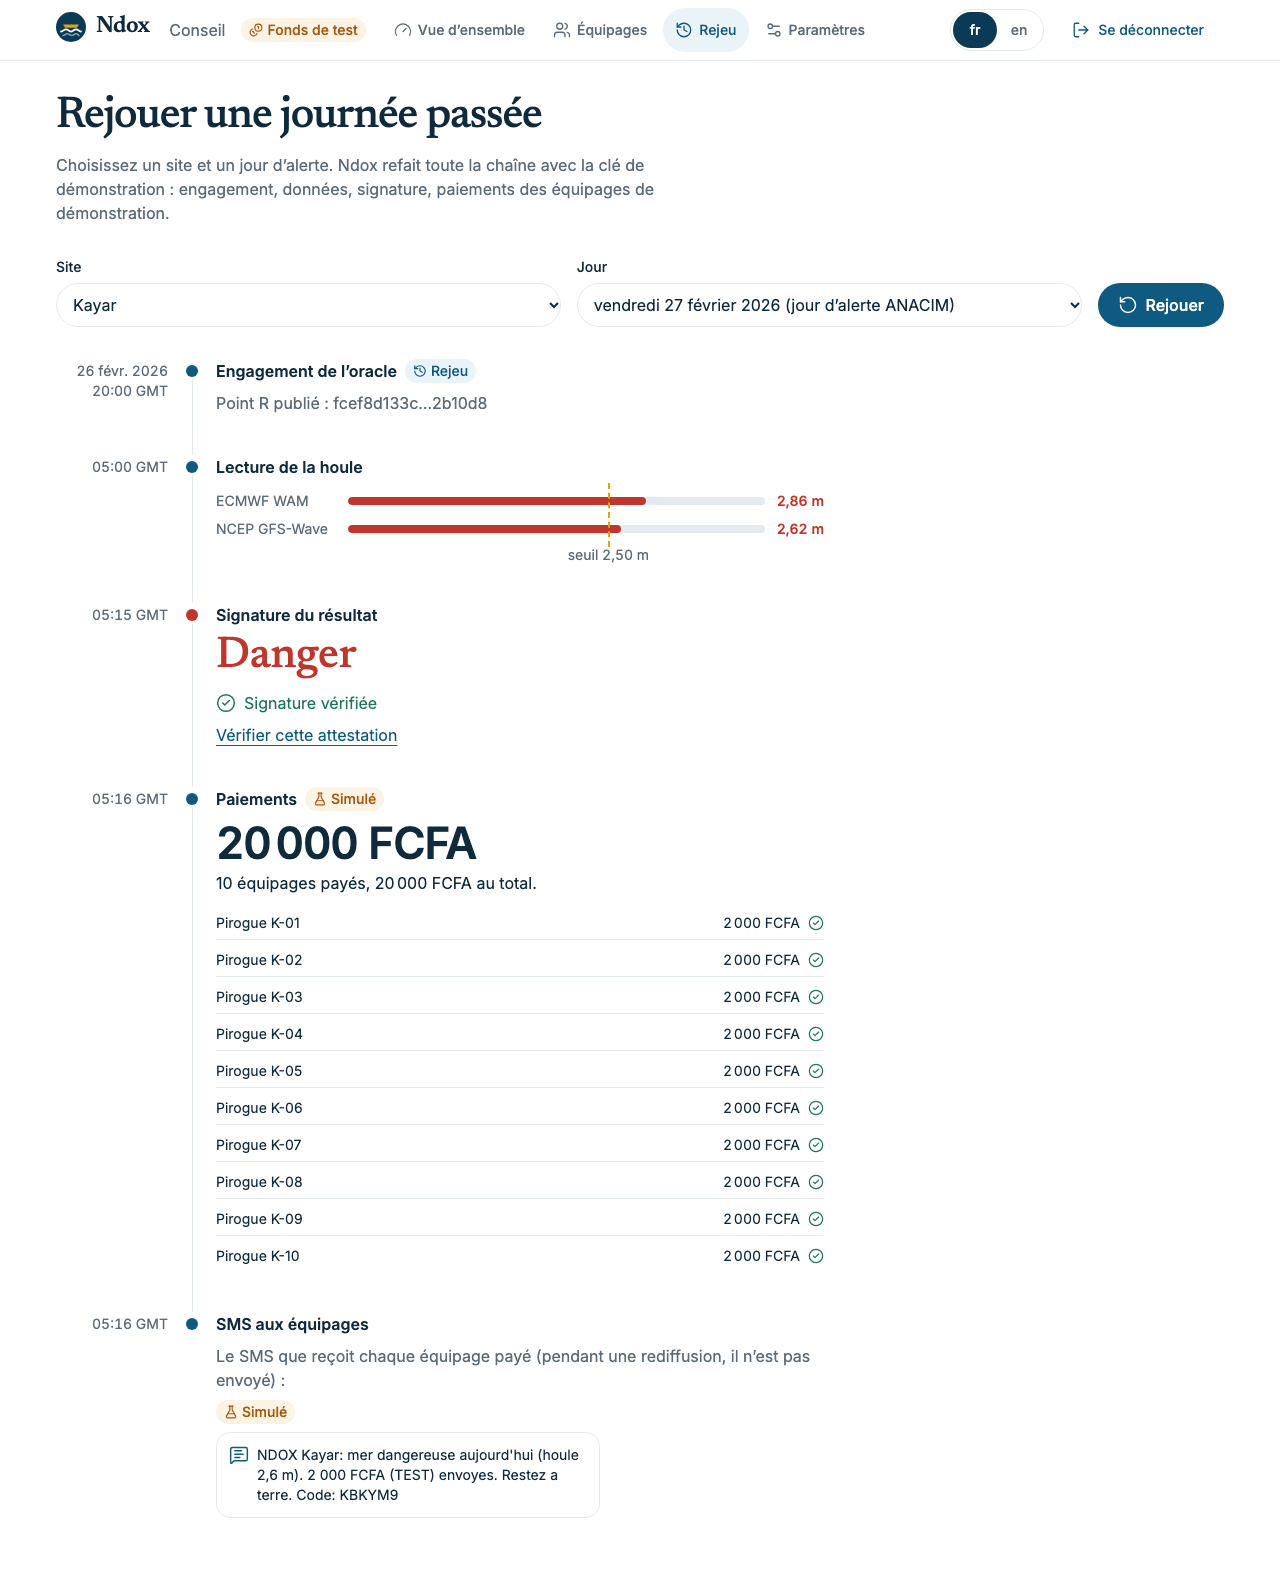 Ndox Conseil Fonds de test Vue d’ensemble Équipages Rejeu Paramètres fr en Se déconnecter
Rejouer une journée passée
Choisissez un site et un jour d’alerte. Ndox refait toute la chaîne avec la clé de
démonstration : engagement, données, signature, paiements des équipages de
démonstration.
Site Jour
Kayar vendredi 27 février 2026 (jour d’alerte ANACIM) Rejouer
26 févr. 2026 Engagement de l’oracle Rejeu
20:00 GMT
Point R publié : fcef8d133c…2b10d8
05:00 GMT Lecture de la houle
ECMWF WAM 2,86 m
NCEP GFS-Wave 2,62 m
seuil 2,50 m
05:15 GMT Signature du résultat
Danger
Signature vérifiée
Vérifier cette attestation
05:16 GMT Paiements Simulé
20 000 FCFA
10 équipages payés, 20 000 FCFA au total.
Pirogue K-01 2 000 FCFA
Pirogue K-02 2 000 FCFA
Pirogue K-03 2 000 FCFA
Pirogue K-04 2 000 FCFA
Pirogue K-05 2 000 FCFA
Pirogue K-06 2 000 FCFA
Pirogue K-07 2 000 FCFA
Pirogue K-08 2 000 FCFA
Pirogue K-09 2 000 FCFA
Pirogue K-10 2 000 FCFA
05:16 GMT SMS aux équipages
Le SMS que reçoit chaque équipage payé (pendant une rediffusion, il n’est pas
envoyé) :
Simulé
NDOX Kayar: mer dangereuse aujourd'hui (houle
2,6 m). 2 000 FCFA (TEST) envoyes. Restez a
terre. Code: KBKYM9